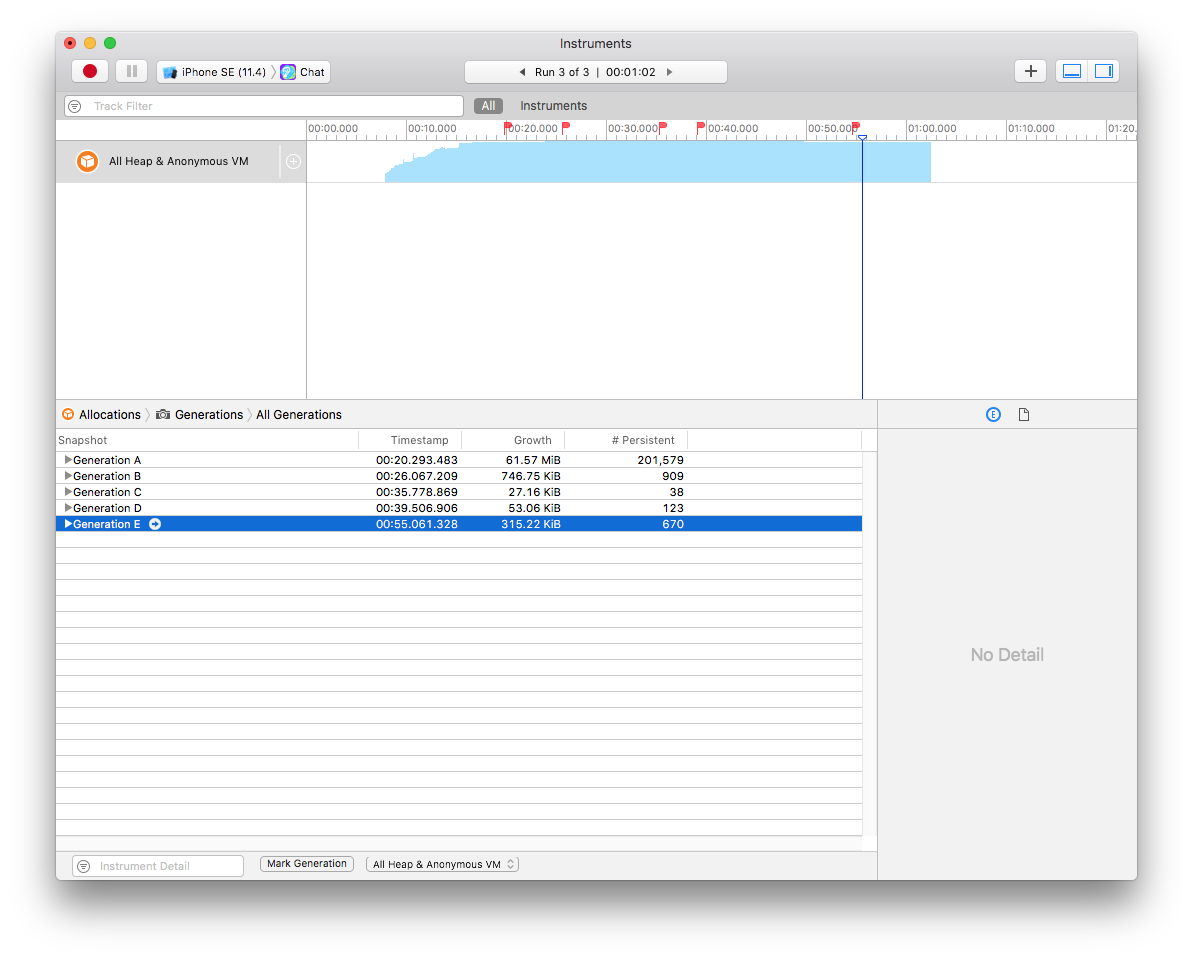 Instruments
iPhone SE (11.4) Chat
Run 3 of 3 | 00:01:02
Track Filter
All Instruments
00:00.000 00:10.000 00:20.000 00:30.000 00:40.000 00:50.000 01:00.000 01:10.000 01:20.
All Heap & Anonymous VM
Allocations Generations All Generations
Snapshot Timestamp Growth # Persistent
Generation A 00:20.293.483 61.57 MiB 201,579
Generation B 00:26.067.209 746.75 KiB 909
Generation C 00:35.778.869 27.16 KiB 38
Generation D 00:39.506.906 53.06 KiB 123
Generation E 00:55.061.328 315.22 KiB 670
No Detail
Instrument Detail Mark Generation All Heap & Anonymous VM